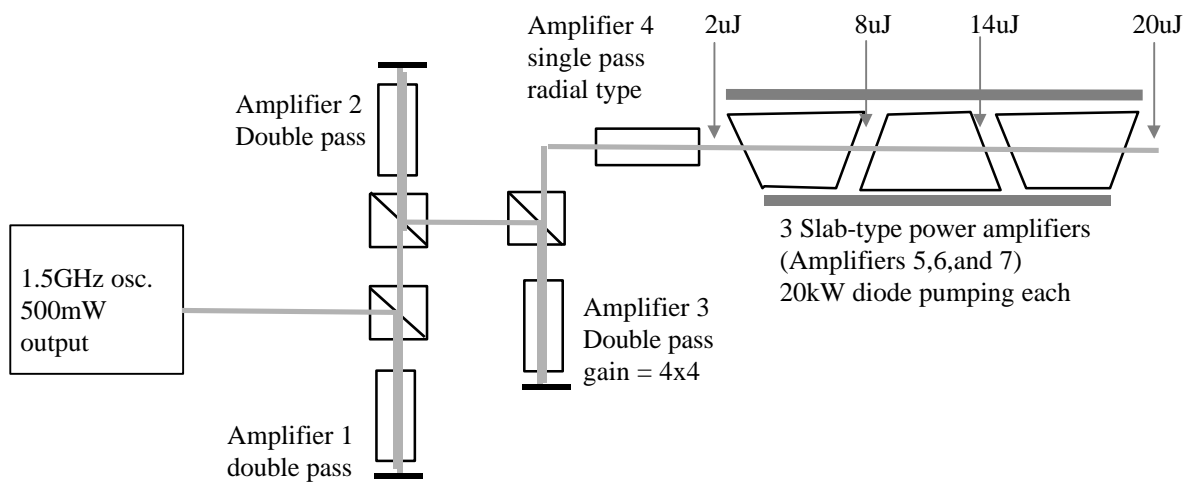 Amplifier 4
single pass
radial type
2uJ
8uJ
14uJ
20uJ
Amplifier 2
Double pass
1.5GHz osc.
500mW
output
3 Slab-type power amplifiers
(Amplifiers 5,6,and 7)
20kW diode pumping each
Amplifier 3
Double pass
gain = 4x4
Amplifier 1
double pass